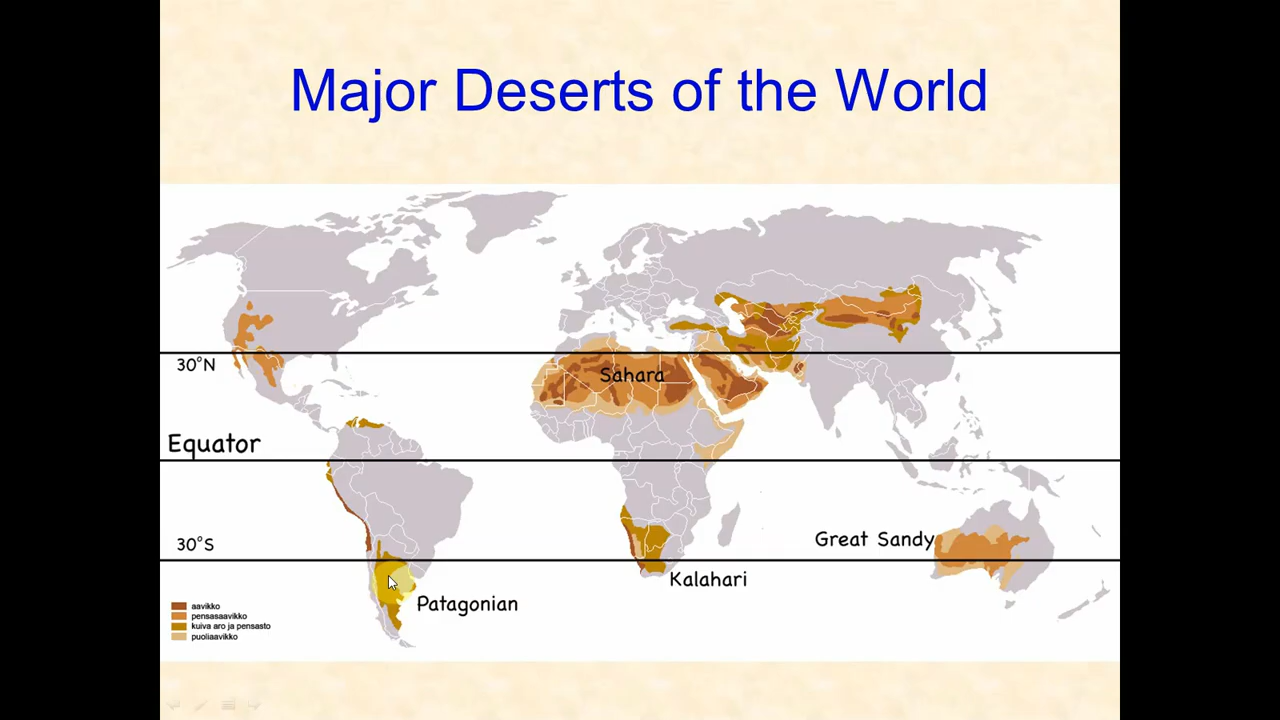 Major Deserts of the World
30°N
Sahara
Equator
30°S
Great Sandy
Kalahari
Patagonian
aavikko
pensasaavikko
kuiva aro ja pensasto
puoliaavikko